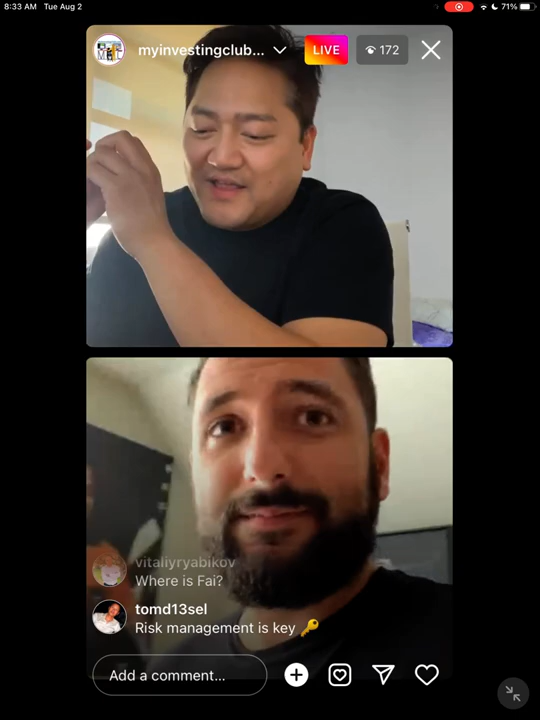 8:33 AM Tue Aug 2
71%
myinvestingclub...
LIVE
172
vitaliyryabikov
Where is Fai?
tomd13sel
Risk management is key 🔑
Add a comment...